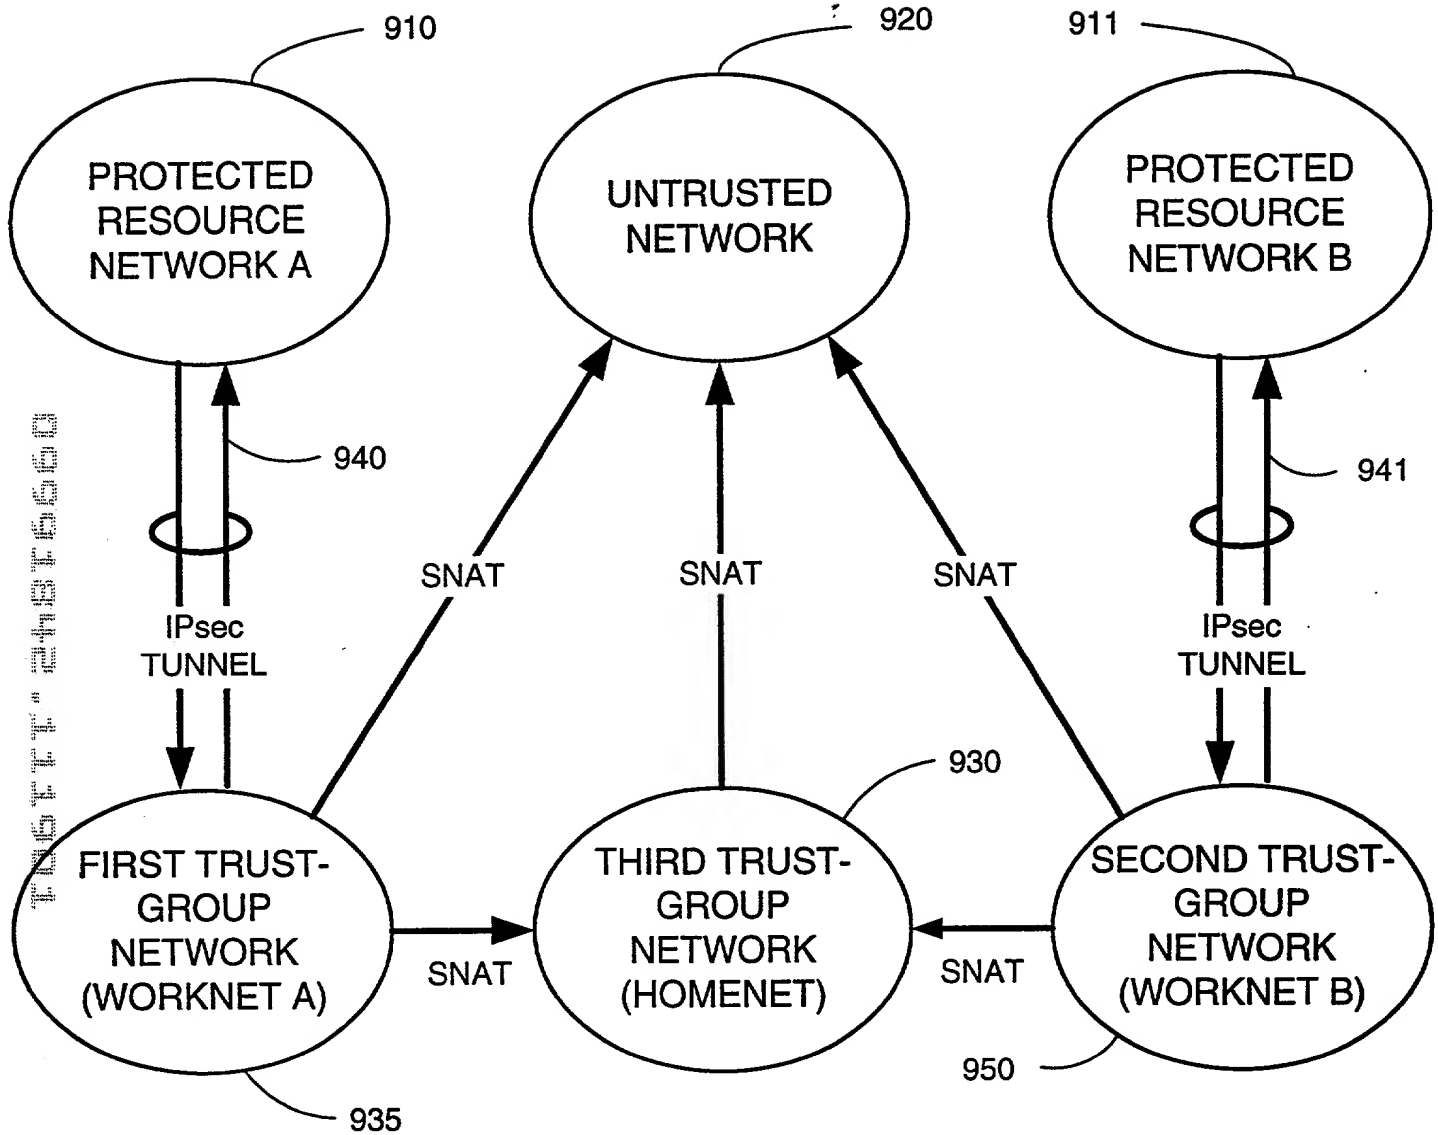 910
920
911
PROTECTED
RESOURCE
NETWORK A
UNTRUSTED
NETWORK
PROTECTED
RESOURCE
NETWORK B
940
941
SNAT
SNAT
SNAT
IPsec
TUNNEL
IPsec
TUNNEL
930
FIRST TRUST-
GROUP
NETWORK
(WORKNET A)
THIRD TRUST-
GROUP
NETWORK
(HOMENET)
SECOND TRUST-
GROUP
NETWORK
(WORKNET B)
SNAT
SNAT
950
935